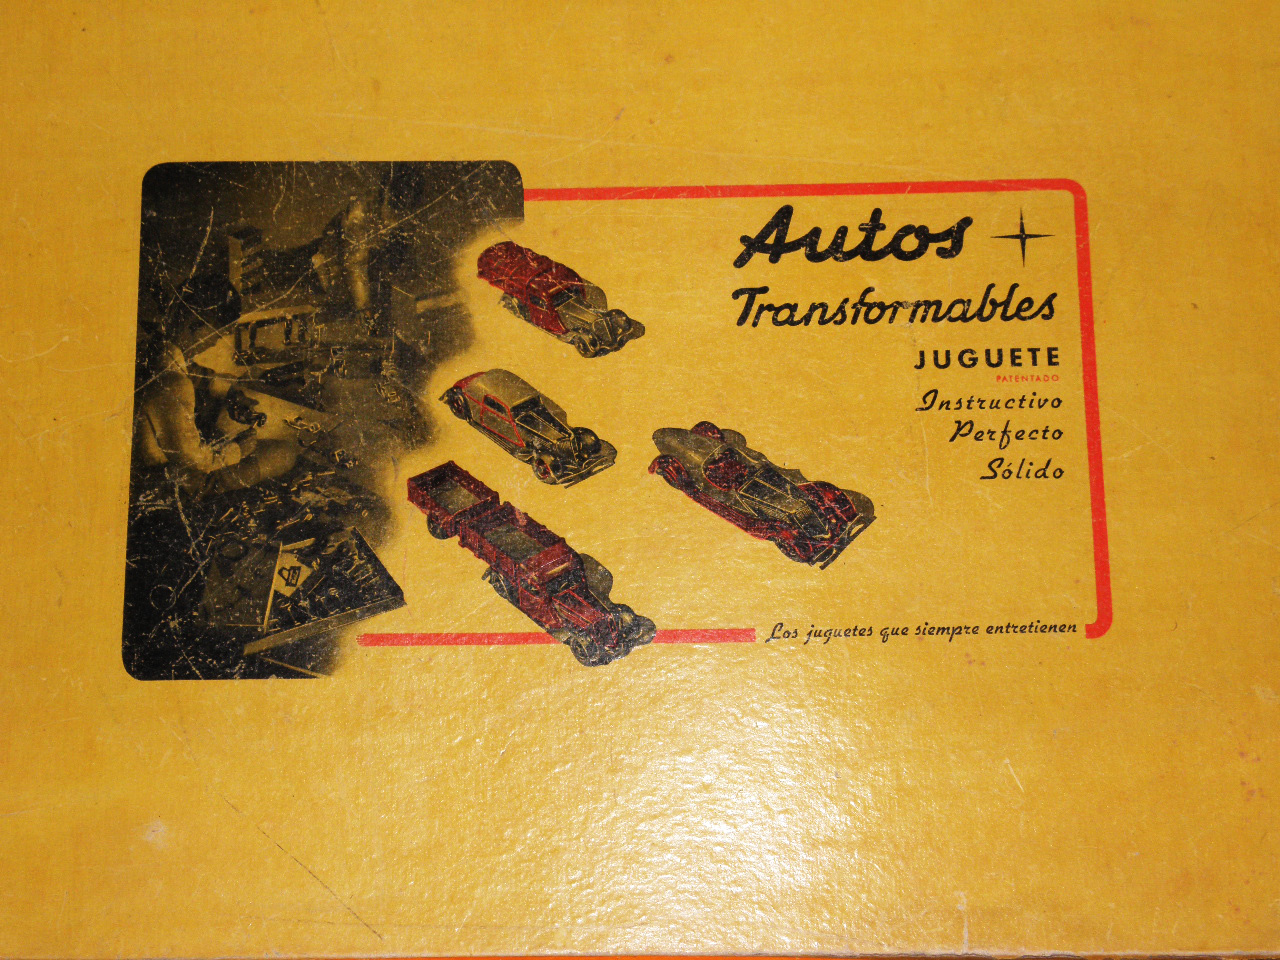 Autos
Transformables
JUGUETE
PATENTADO
Instructivo
Perfecto
Sólido
Los juguetes que siempre entretienen